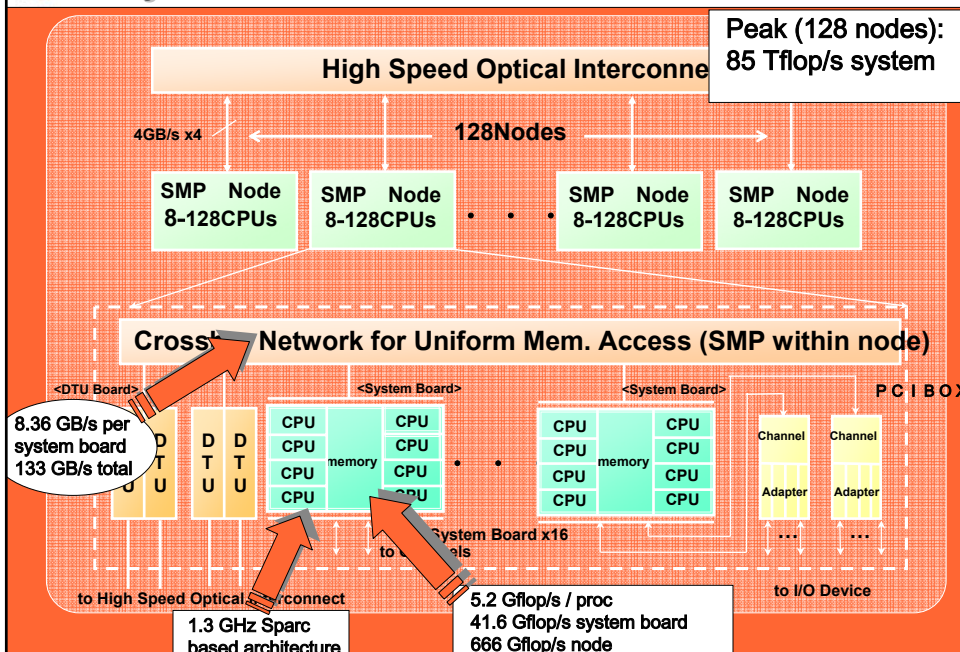 Peak (128 nodes):
85 Tflop/s system
High Speed Optical
4GB/s x4
128Nodes
SMP Node
8-128CPUs
SMP Node
8-128CPUs
. . .
SMP Node
8-128CPUs
SMP Node
8-128CPUs
Network for Uniform Mem. Access (SMP within node)
<DTU Board>
<System Board>
<System Board>
PCI BOX
8.36 GB/s per
system board
133 GB/s total
U
D T U
D T U
D T U
CPU
CPU
CPU
CPU
memory
CPU
CPU
CPU
CPU
. .
CPU
CPU
CPU
CPU
memory
CPU
CPU
CPU
CPU
Channel
Adapter
...
Channel
Adapter
...
System Board x16
to
to High Speed Optical
to I/O Device
1.3 GHz Sparc
based architecture
5.2 Gflop/s / proc
41.6 Gflop/s system board
666 Gflop/s node